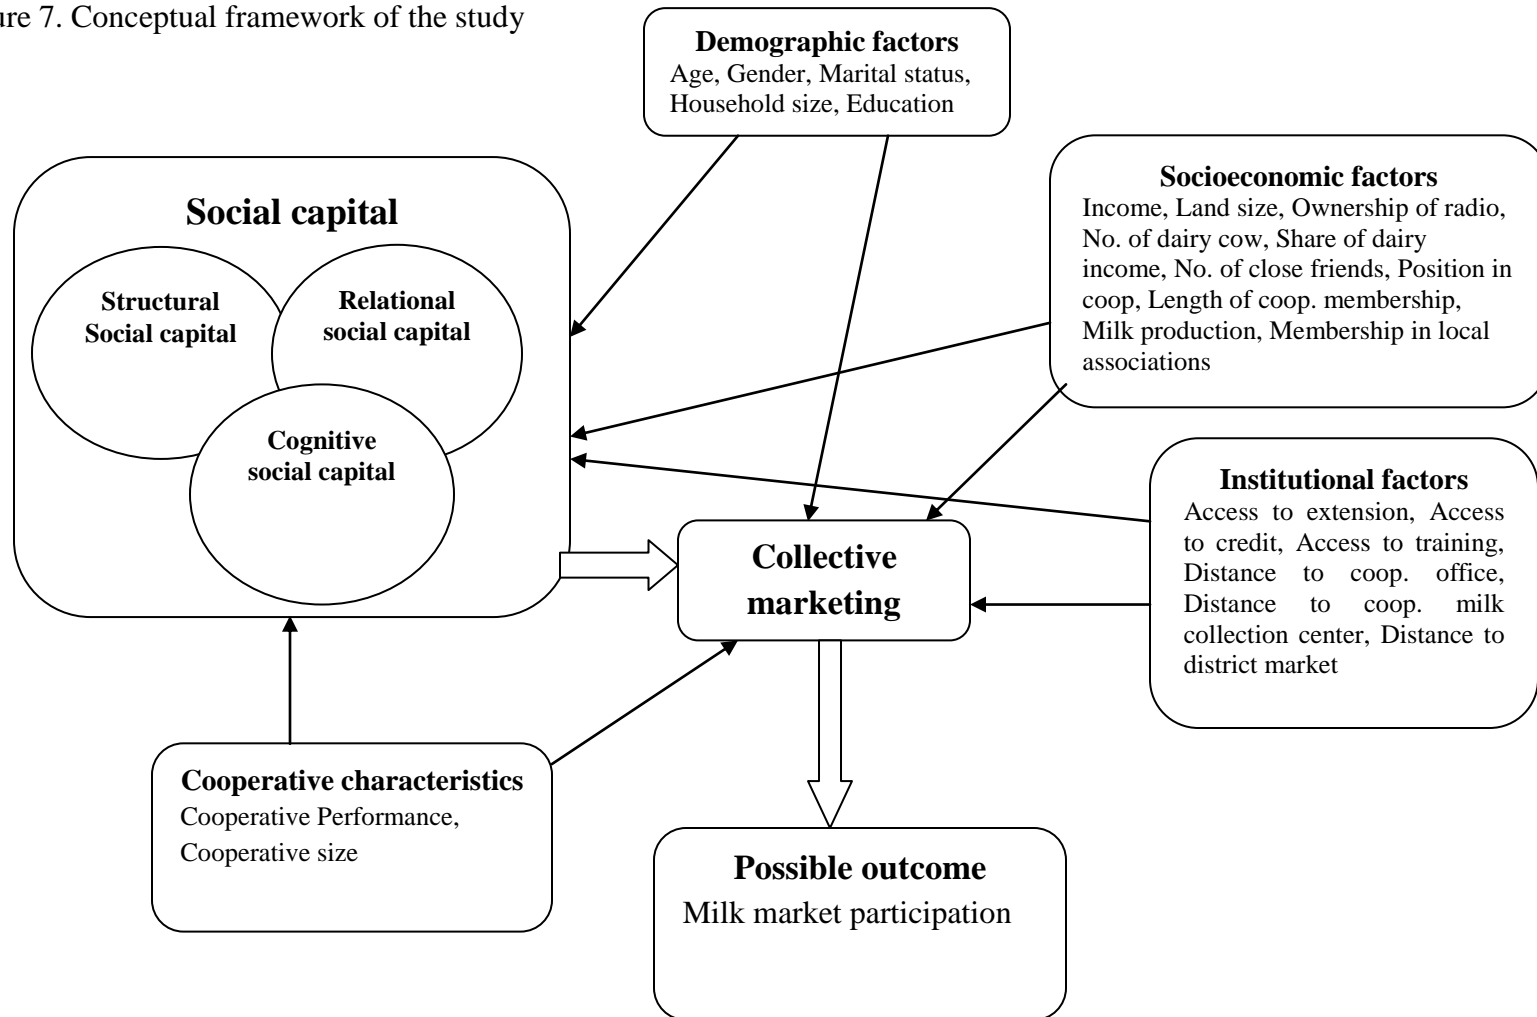 ure 7. Conceptual framework of the study
Demographic factors
Age, Gender, Marital status,
Household size, Education
Social capital
Structural
Social capital
Relational
social capital
Cognitive
social capital
Socioeconomic factors
Income, Land size, Ownership of radio,
No. of dairy cow, Share of dairy
income, No. of close friends, Position in
coop, Length of coop. membership,
Milk production, Membership in local
associations
Institutional factors
Access to extension, Access
to credit, Access to training,
Distance to coop. office,
Distance to coop. milk
collection center, Distance to
district market
Collective
marketing
Cooperative characteristics
Cooperative Performance,
Cooperative size
Possible outcome
Milk market participation